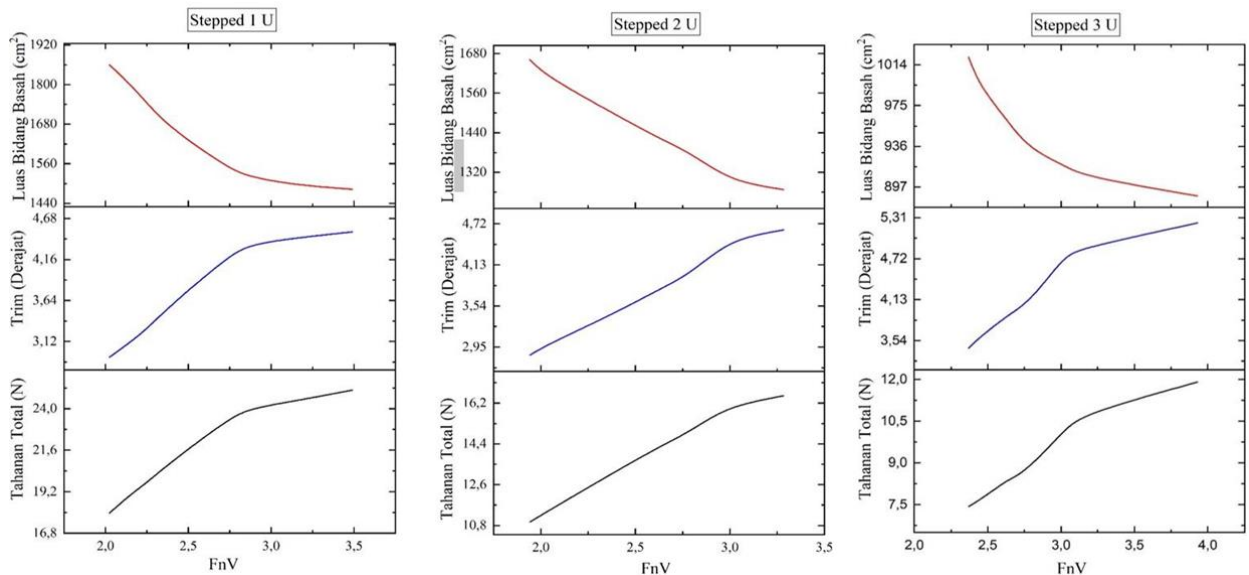 Stepped 1 U
Luas Bidang Basah (cm²)
1920
1800
1680
1560
1440
Trim (Derajat)
4,68
4,16
3,64
3,12
Tahanan Total (N)
24,0
21,6
19,2
16,8
2,0 2,5 3,0 3,5
FnV
Stepped 2 U
Luas Bidang Basah (cm²)
1680
1560
1440
1320
Trim (Derajat)
4,72
4,13
3,54
2,95
Tahanan Total (N)
16,2
14,4
12,6
10,8
2,0 2,5 3,0 3,5
FnV
Stepped 3 U
Luas Bidang Basah (cm²)
1014
975
936
897
Trim (Derajat)
5,31
4,72
4,13
3,54
Tahanan Total (N)
12,0
10,5
9,0
7,5
2,0 2,5 3,0 3,5 4,0
FnV